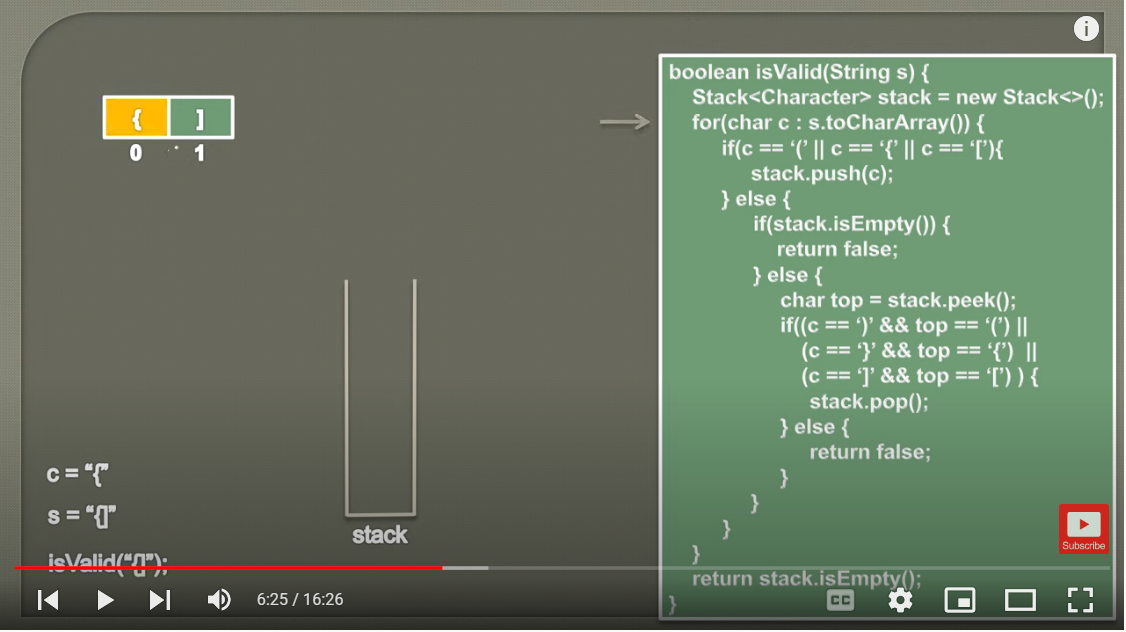 { ]
0 1
c = “{”
s = “{]”
isValid(“{]”);
stack
boolean isValid(String s) {
Stack<Character> stack = new Stack<>();
for(char c : s.toCharArray()) {
if(c == ‘(’ || c == ‘{’ || c == ‘[’){
stack.push(c);
} else {
if(stack.isEmpty()) {
return false;
} else {
char top = stack.peek();
if((c == ‘)’ && top == ‘(’) ||
(c == ‘}’ && top == ‘{’) ||
(c == ‘]’ && top == ‘[’) ) {
stack.pop();
} else {
return false;
}
}
}
}
return stack.isEmpty();
}
Subscribe
6:25 / 16:26
CC
i